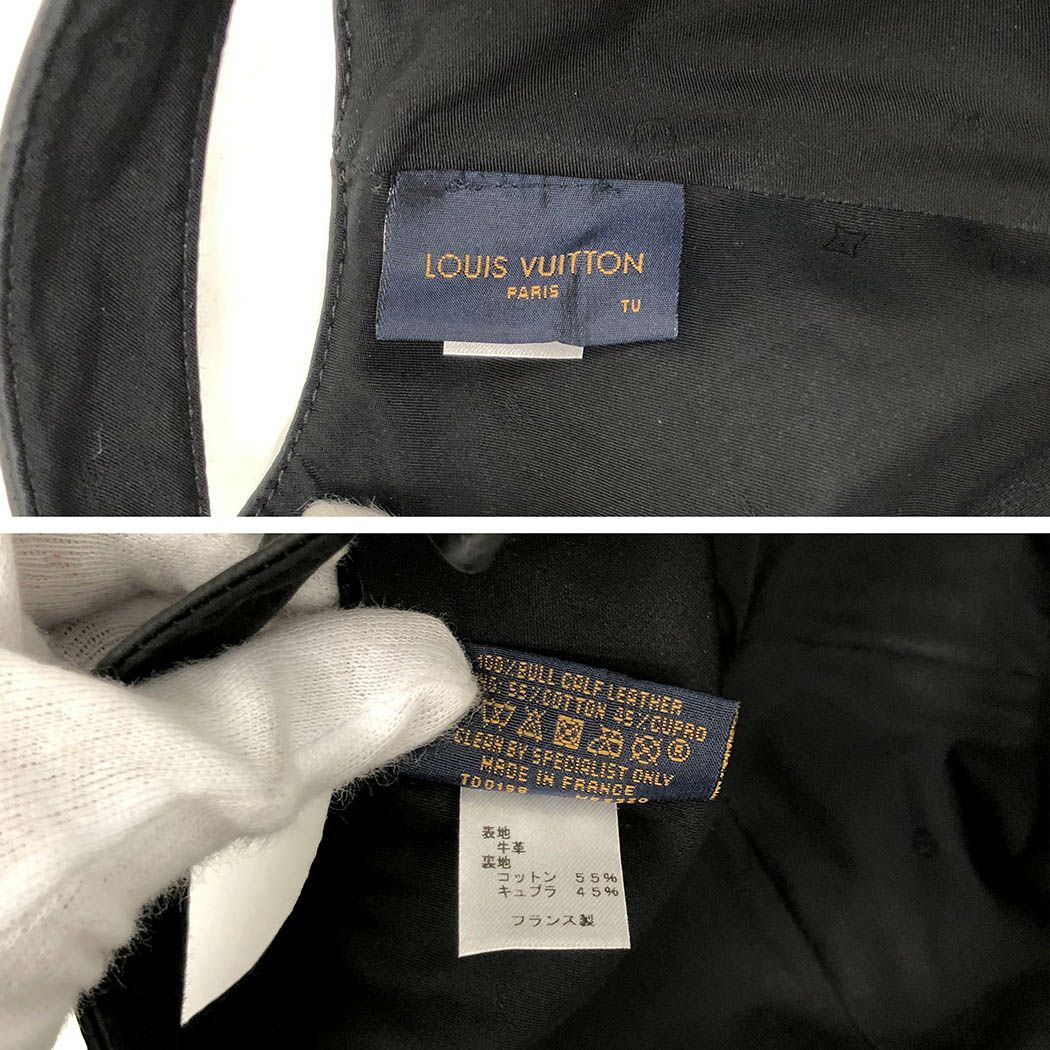 LOUIS VUITTON
PARIS
TU
100/BULL CALF LEATHER
55/COTTON 45/CUPRO
CLEAN BY SPECIALIST ONLY
MADE IN FRANCE
TD0198
表地
牛革
裏地
コットン 55%
キュプラ 45%
フランス製